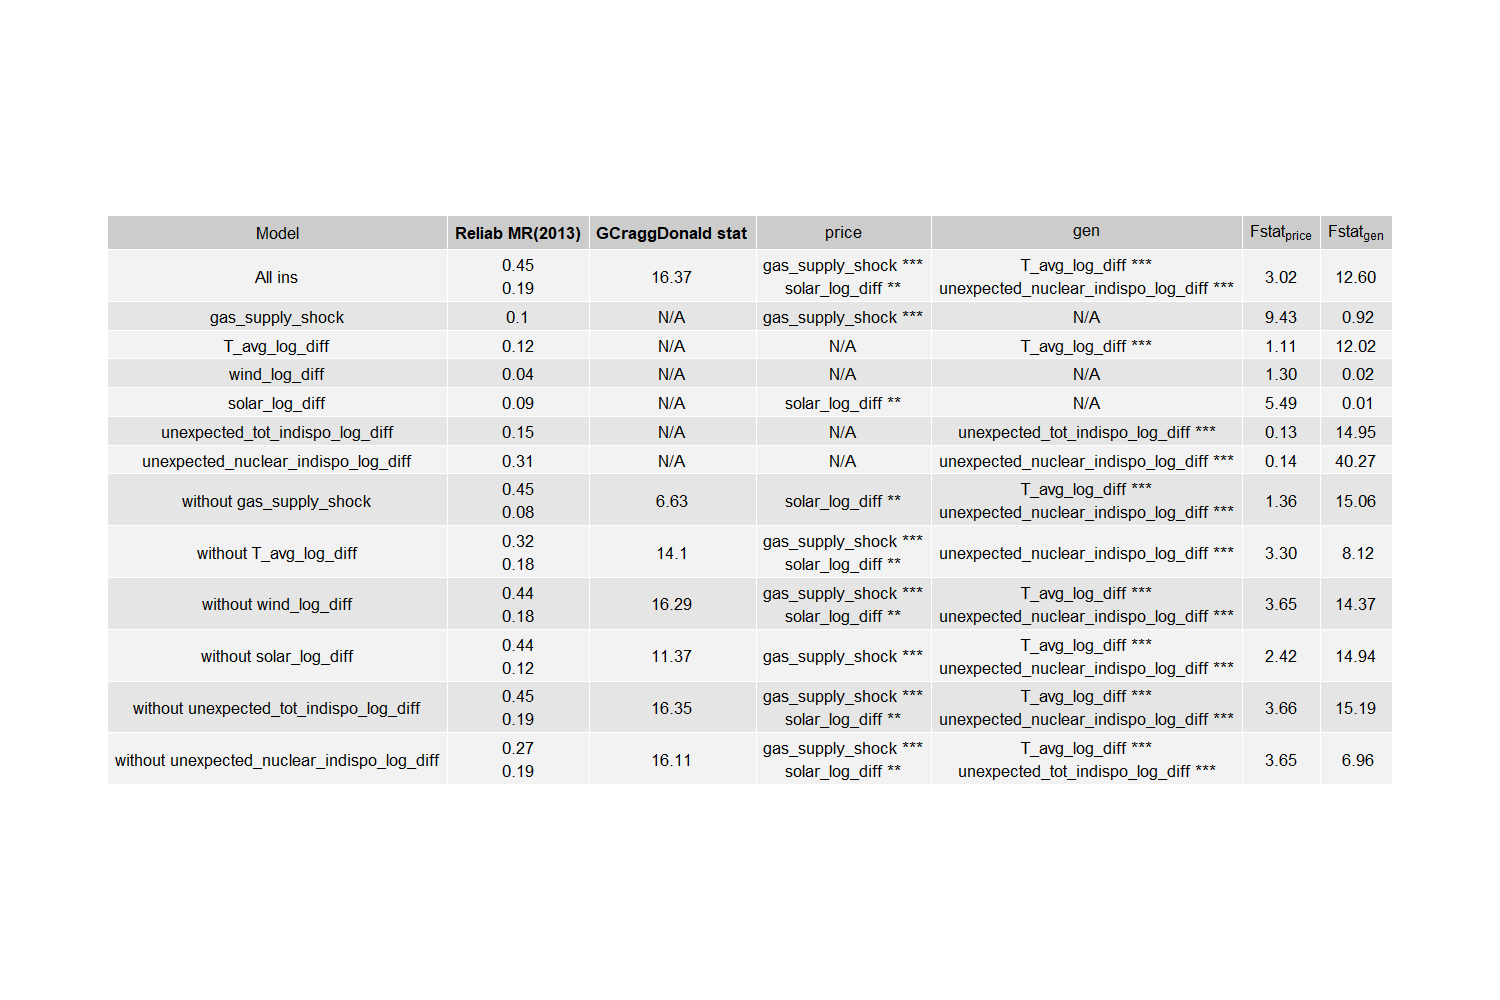 Model Reliab MR(2013) GCraggDonald stat price gen Fstatprice Fstatgen
All ins 0.45 0.19 16.37 gas_supply_shock *** solar_log_diff ** T_avg_log_diff *** unexpected_nuclear_indispo_log_diff *** 3.02 12.60
gas_supply_shock 0.1 N/A gas_supply_shock *** N/A 9.43 0.92
T_avg_log_diff 0.12 N/A N/A T_avg_log_diff *** 1.11 12.02
wind_log_diff 0.04 N/A N/A N/A 1.30 0.02
solar_log_diff 0.09 N/A solar_log_diff ** N/A 5.49 0.01
unexpected_tot_indispo_log_diff 0.15 N/A N/A unexpected_tot_indispo_log_diff *** 0.13 14.95
unexpected_nuclear_indispo_log_diff 0.31 N/A N/A unexpected_nuclear_indispo_log_diff *** 0.14 40.27
without gas_supply_shock 0.45 0.08 6.63 solar_log_diff ** T_avg_log_diff *** unexpected_nuclear_indispo_log_diff *** 1.36 15.06
without T_avg_log_diff 0.32 0.18 14.1 gas_supply_shock *** solar_log_diff ** unexpected_nuclear_indispo_log_diff *** 3.30 8.12
without wind_log_diff 0.44 0.18 16.29 gas_supply_shock *** solar_log_diff ** T_avg_log_diff *** unexpected_nuclear_indispo_log_diff *** 3.65 14.37
without solar_log_diff 0.44 0.12 11.37 gas_supply_shock *** T_avg_log_diff *** unexpected_nuclear_indispo_log_diff *** 2.42 14.94
without unexpected_tot_indispo_log_diff 0.45 0.19 16.35 gas_supply_shock *** solar_log_diff ** T_avg_log_diff *** unexpected_nuclear_indispo_log_diff *** 3.66 15.19
without unexpected_nuclear_indispo_log_diff 0.27 0.19 16.11 gas_supply_shock *** solar_log_diff ** T_avg_log_diff *** unexpected_tot_indispo_log_diff *** 3.65 6.96